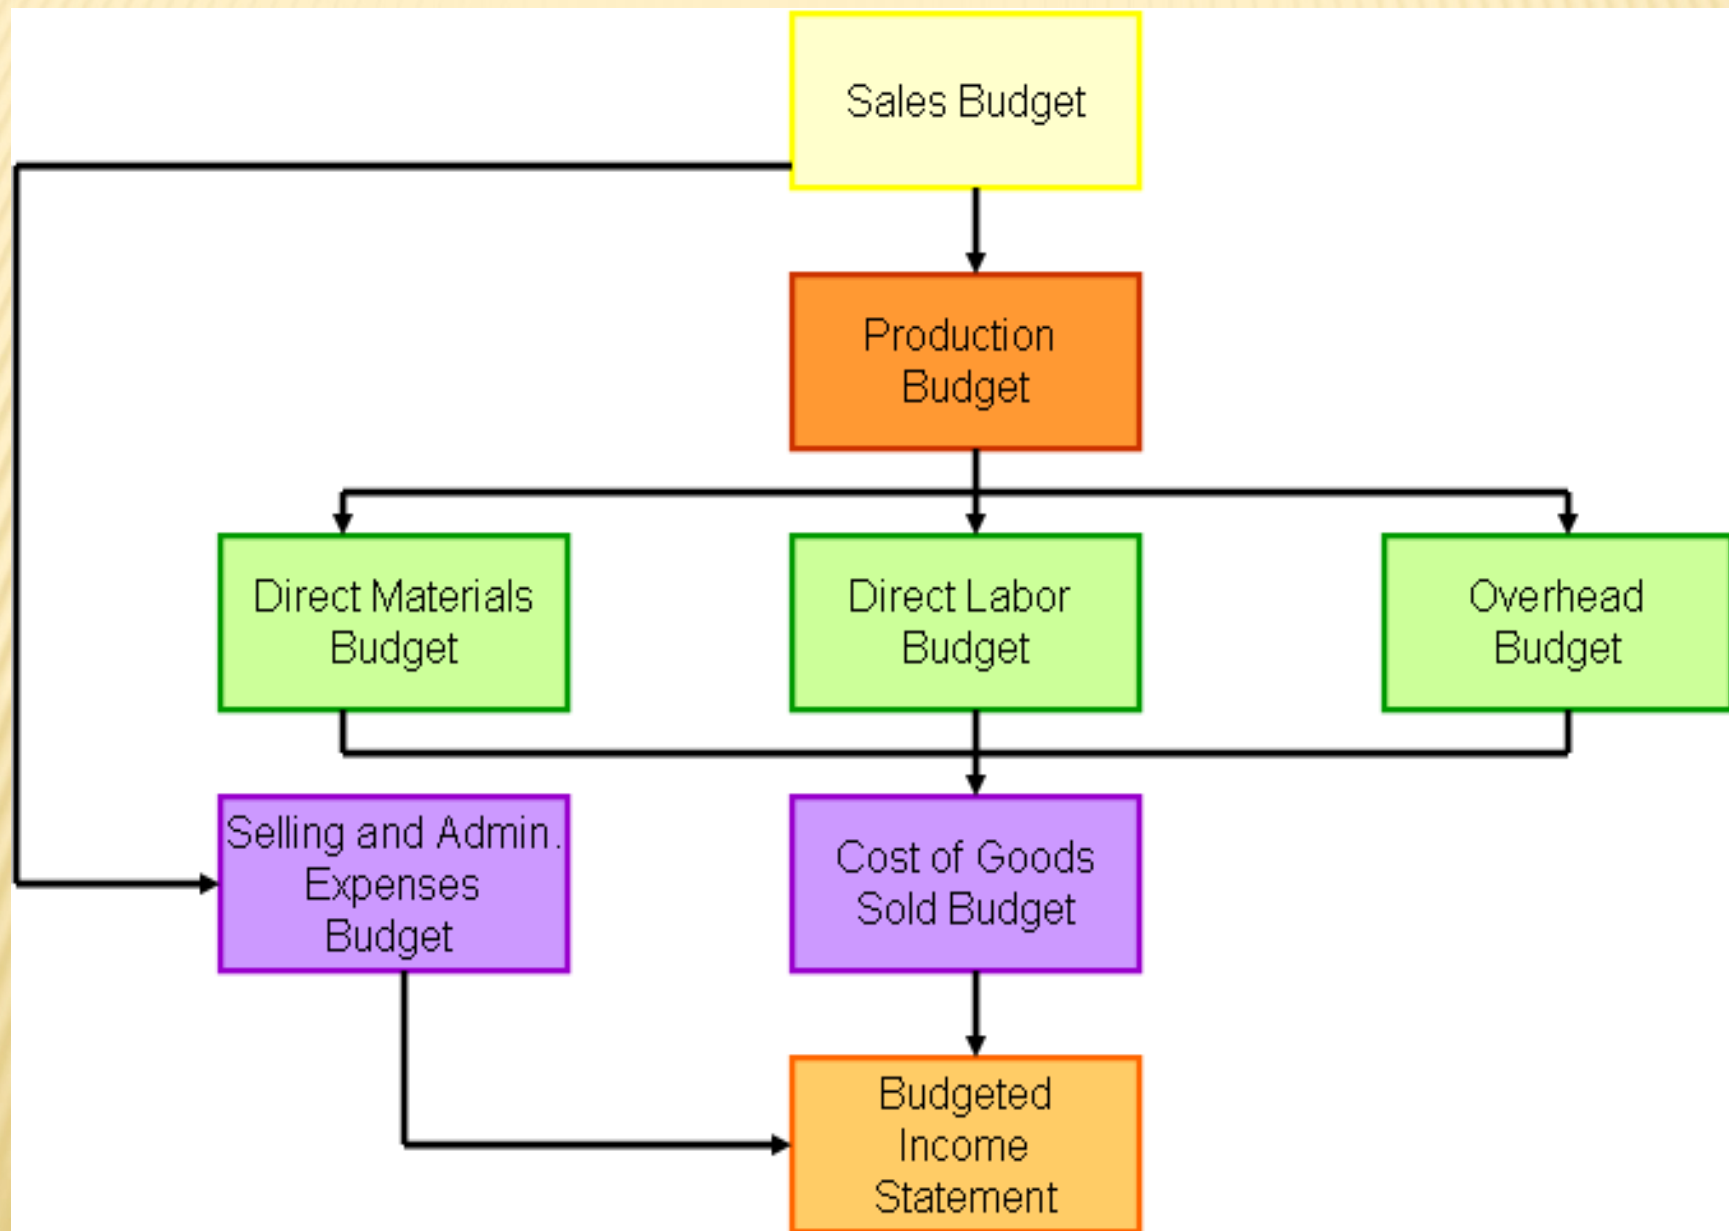 Sales Budget
Production
Budget
Direct Materials
Budget
Direct Labor
Budget
Overhead
Budget
Selling and Admin.
Expenses
Budget
Cost of Goods
Sold Budget
Budgeted
Income
Statement